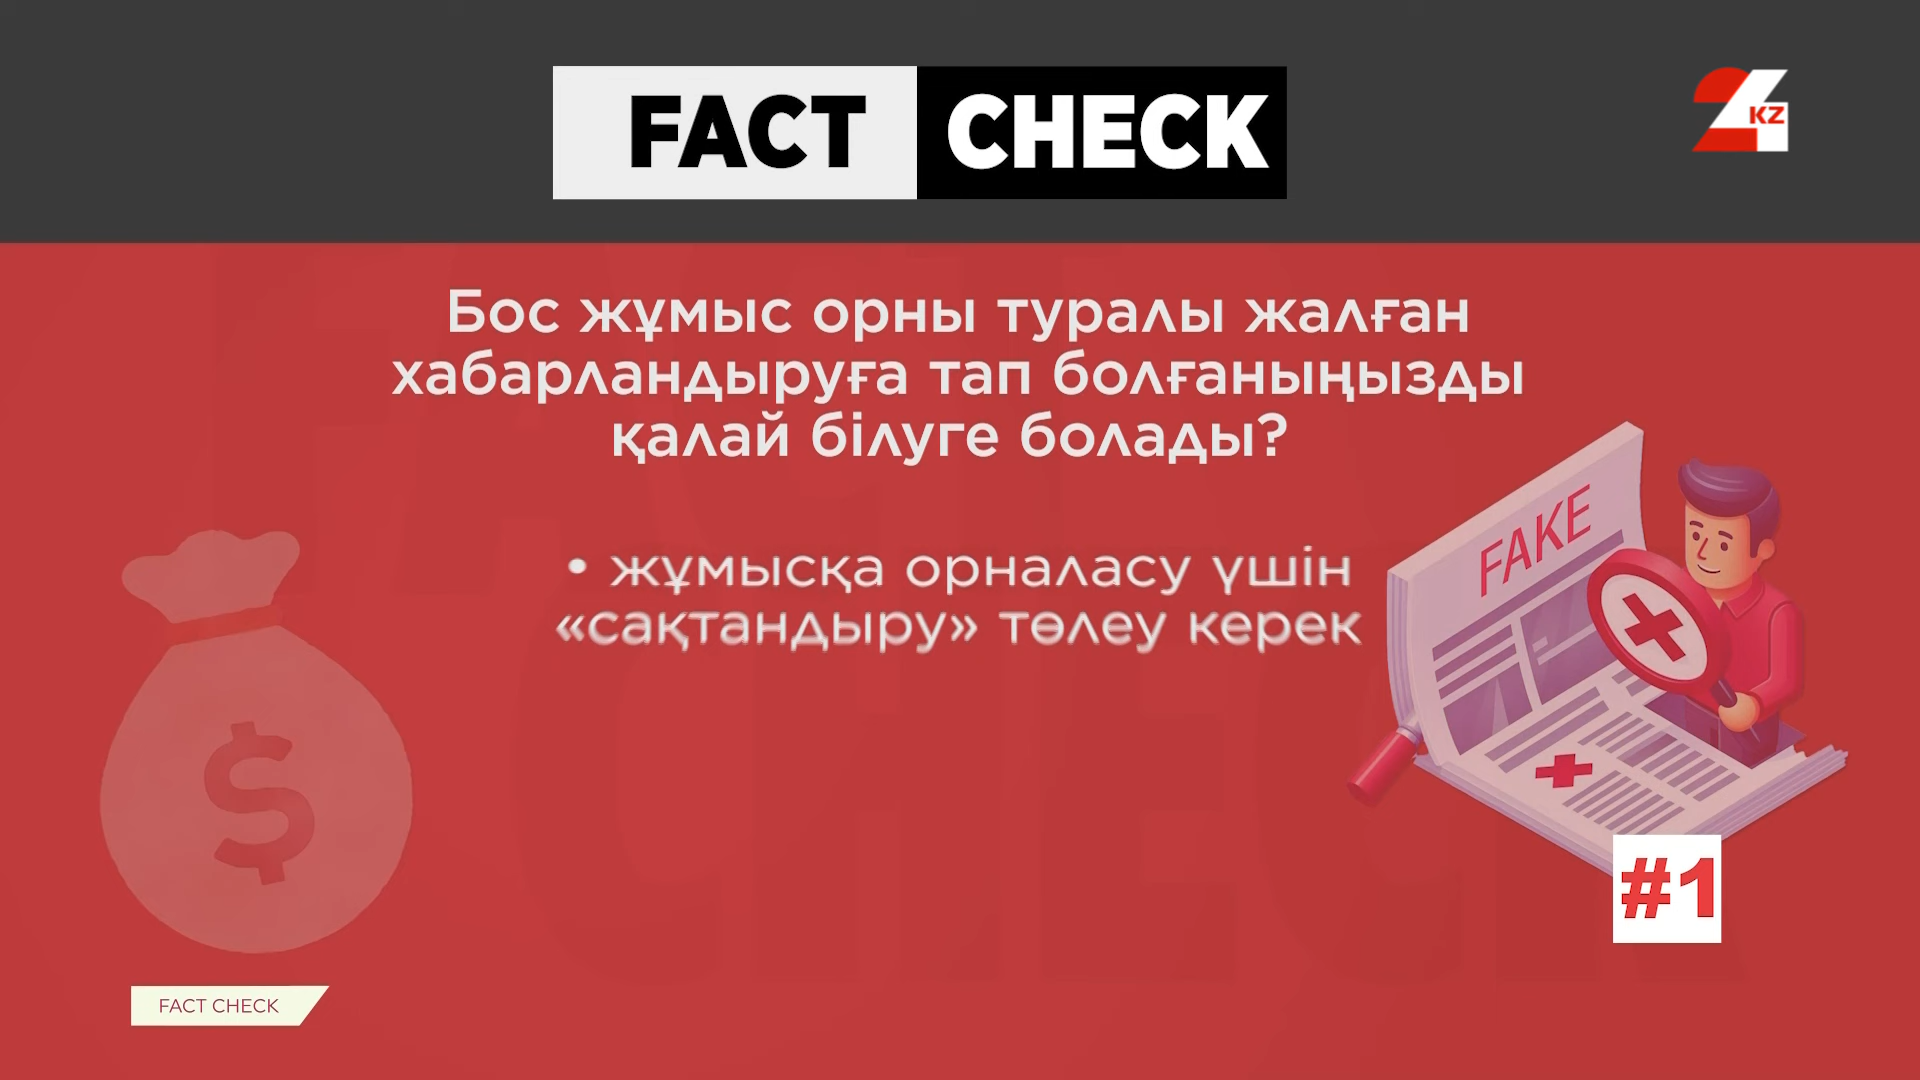 FACT CHECK
24 KZ
Бос жұмыс орны туралы жалған
хабарландыруға тап болғаныңызды
қалай білуге болады?
• жұмысқа орналасу үшін
«сақтандыру» төлеу керек
FAKE
$
#1
FACT CHECK